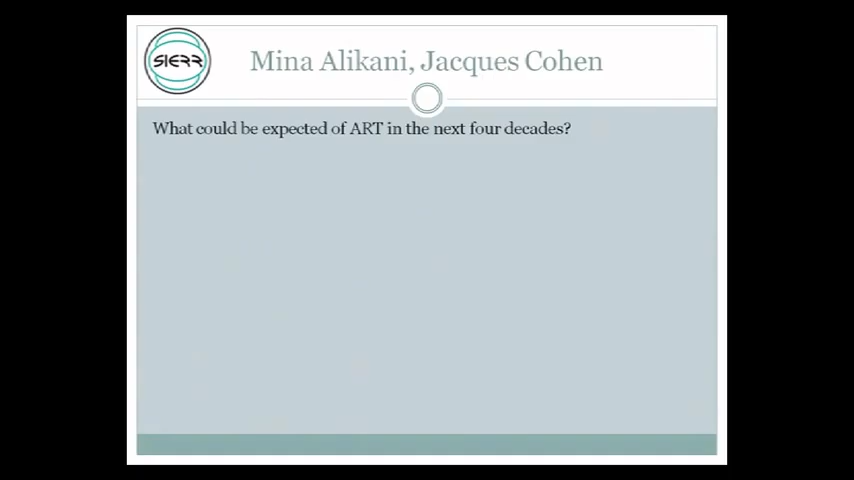 SIERR
Mina Alikani, Jacques Cohen
What could be expected of ART in the next four decades?